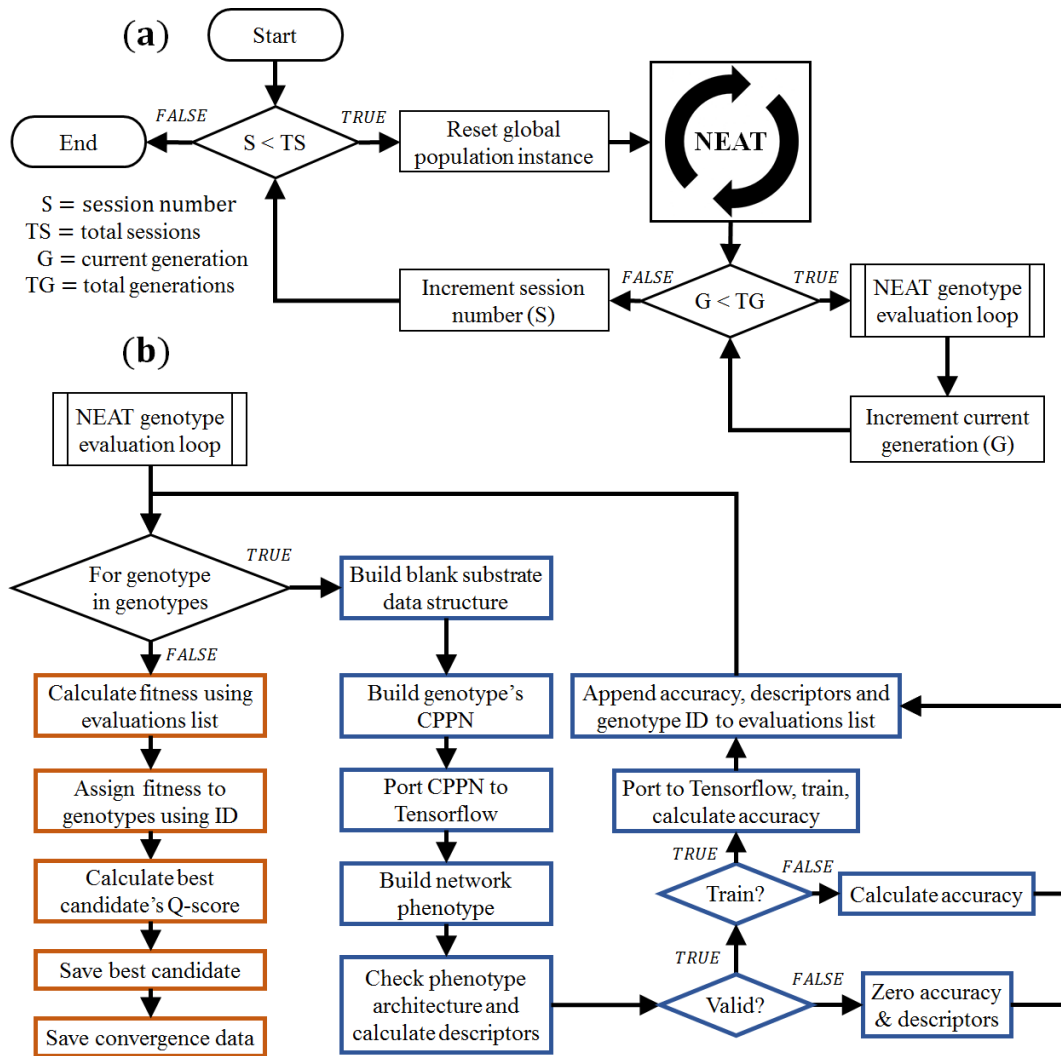 (a)
Start
FALSE
TRUE
End
S < TS
Reset global
population instance
NEAT
S = session number
TS = total sessions
G = current generation
TG = total generations
Increment session
number (S)
FALSE
G < TG
TRUE
NEAT genotype
evaluation loop
Increment current
generation (G)
(b)
NEAT genotype
evaluation loop
For genotype
in genotypes
TRUE
FALSE
Build blank substrate
data structure
Calculate fitness using
evaluations list
Build genotype's
CPPN
Append accuracy, descriptors and
genotype ID to evaluations list
Assign fitness to
genotypes using ID
Port CPPN to
Tensorflow
Port to Tensorflow, train,
calculate accuracy
Calculate best
candidate's Q-score
Build network
phenotype
TRUE
Train?
FALSE
Calculate accuracy
Save best candidate
Save convergence data
Check phenotype
architecture and
calculate descriptors
TRUE
Valid?
FALSE
Zero accuracy
& descriptors